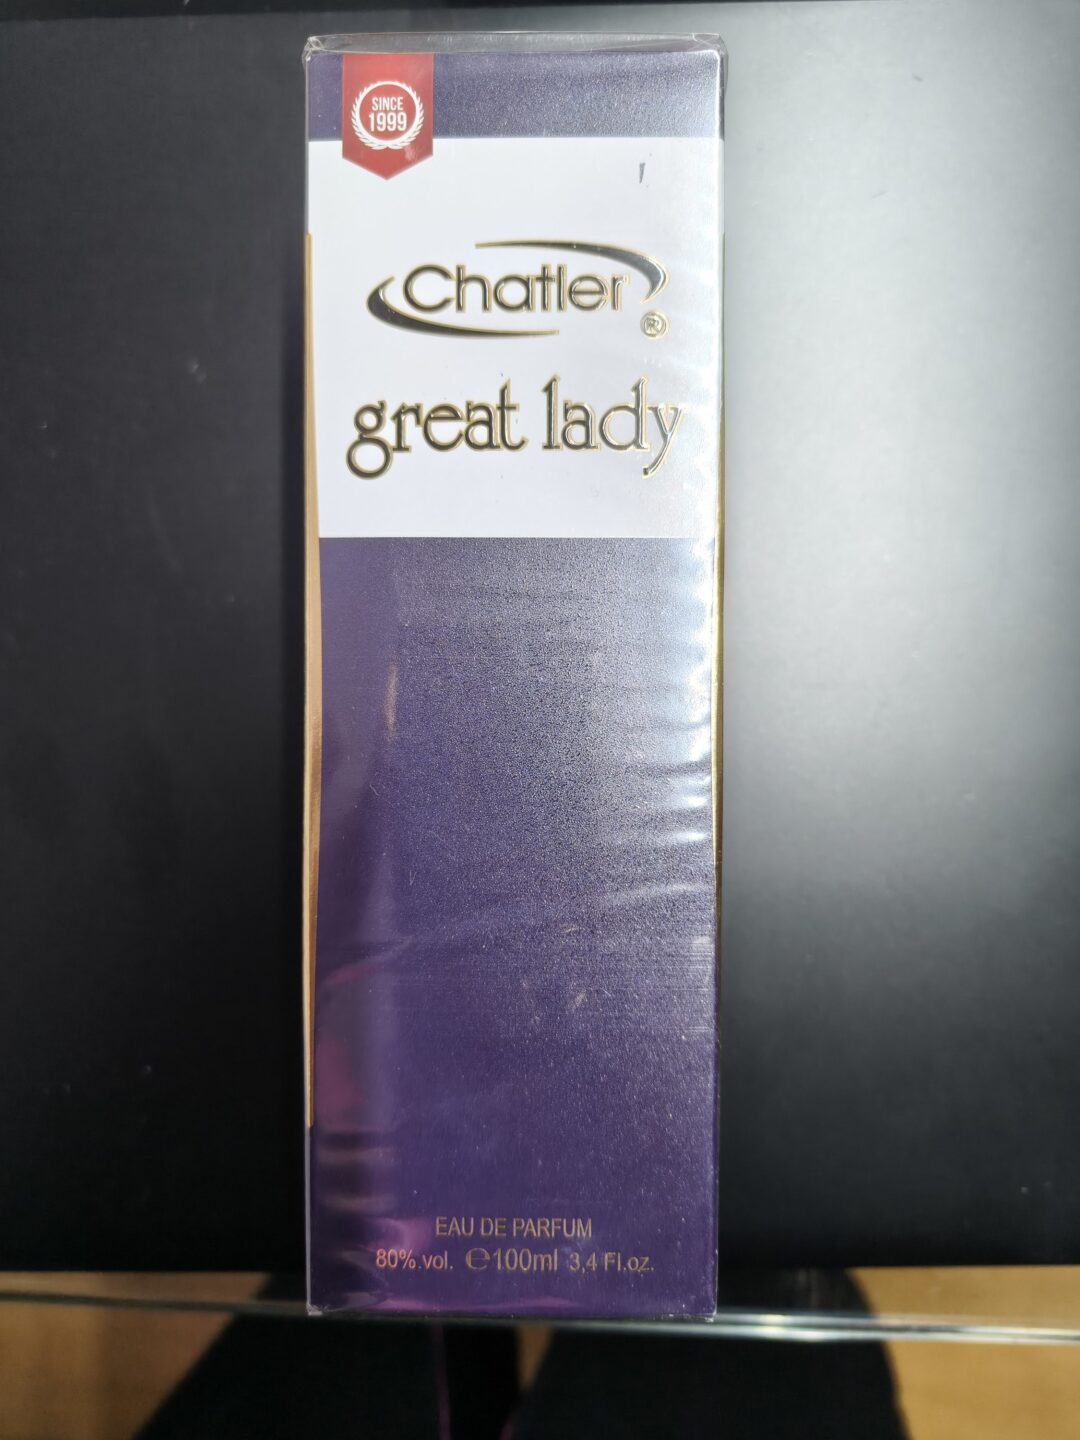 SINCE
1999
Chatler
®
great lady
EAU DE PARFUM
80%.vol. ℮100ml 3,4 Fl.oz.